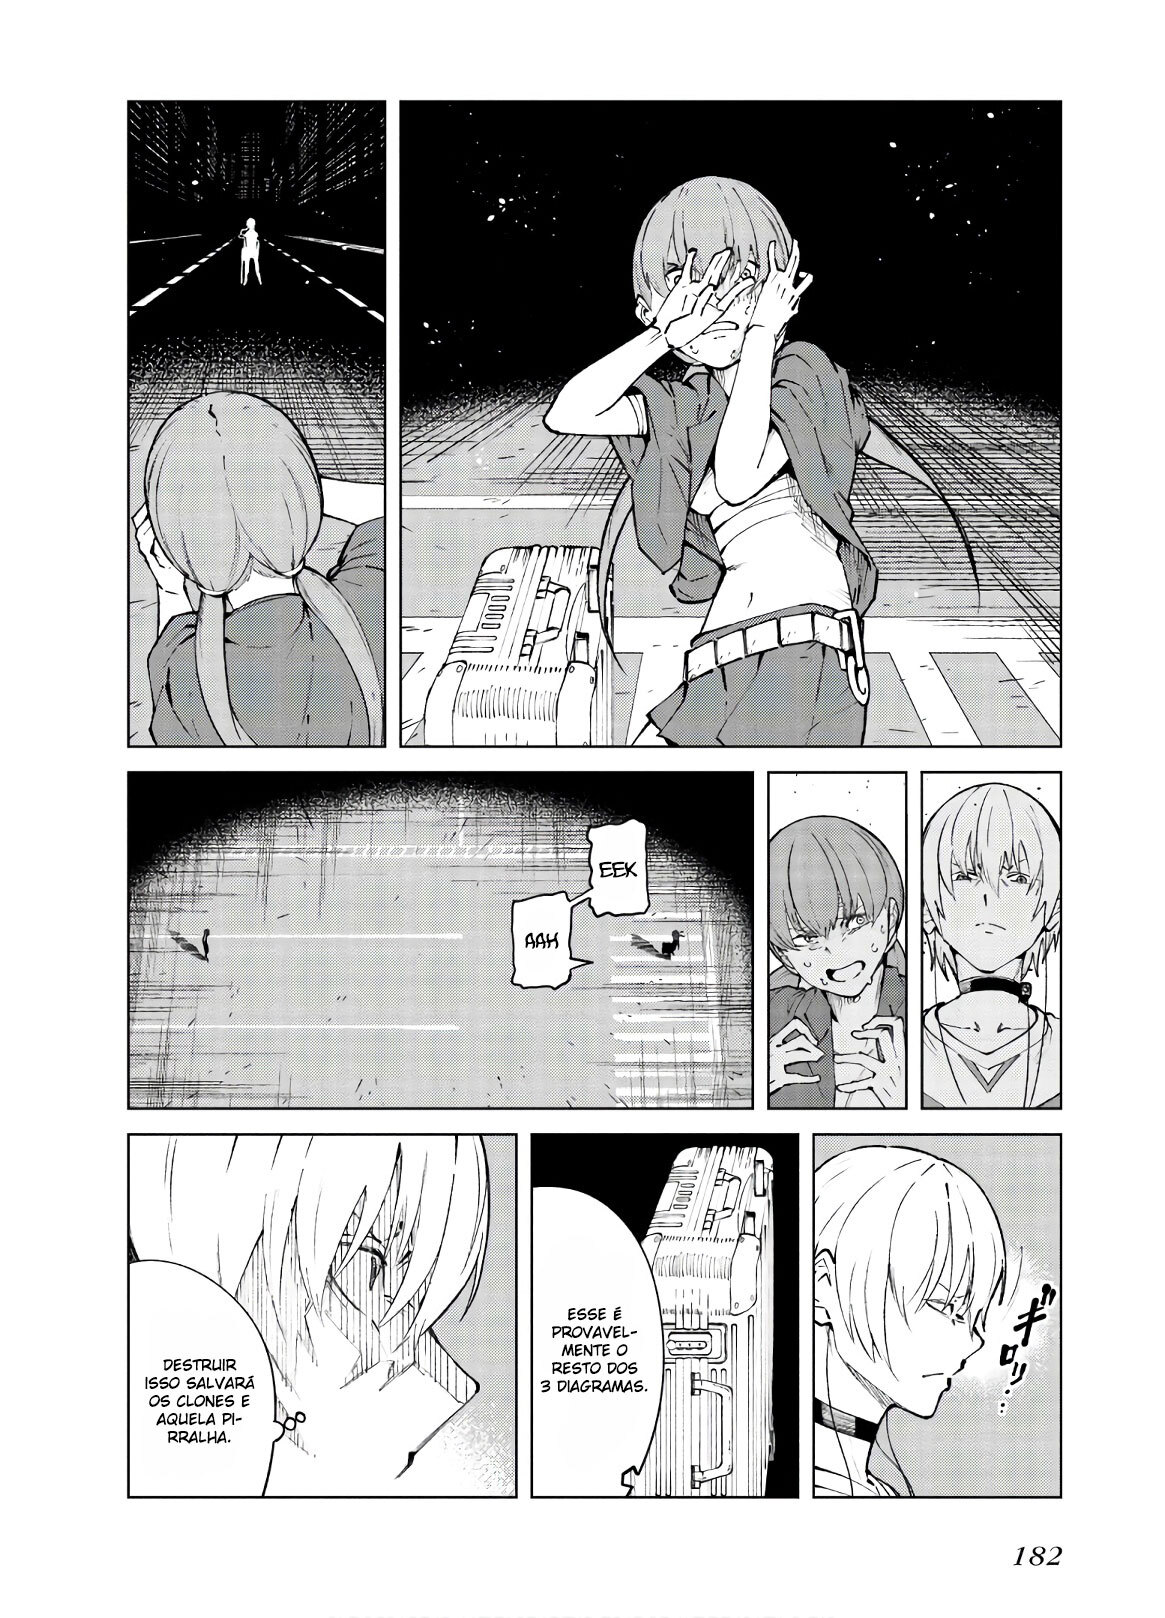 EEK
AAH
ギロリ…
ESSE É
PROVAVEL-
MENTE O
RESTO DOS
3 DIAGRAMAS.
DESTRUIR
ISSO SALVARÁ
OS CLONES E
AQUELA PI-
RRALHA.
182